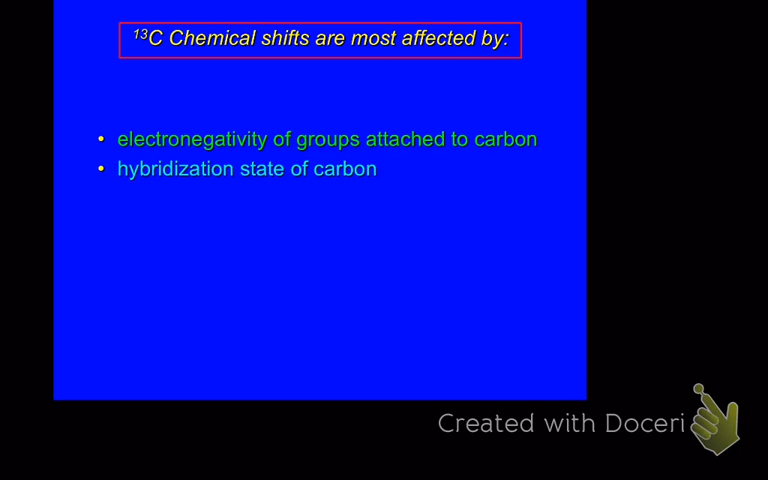 ¹³C Chemical shifts are most affected by:
• electronegativity of groups attached to carbon
• hybridization state of carbon
Created with Doceri